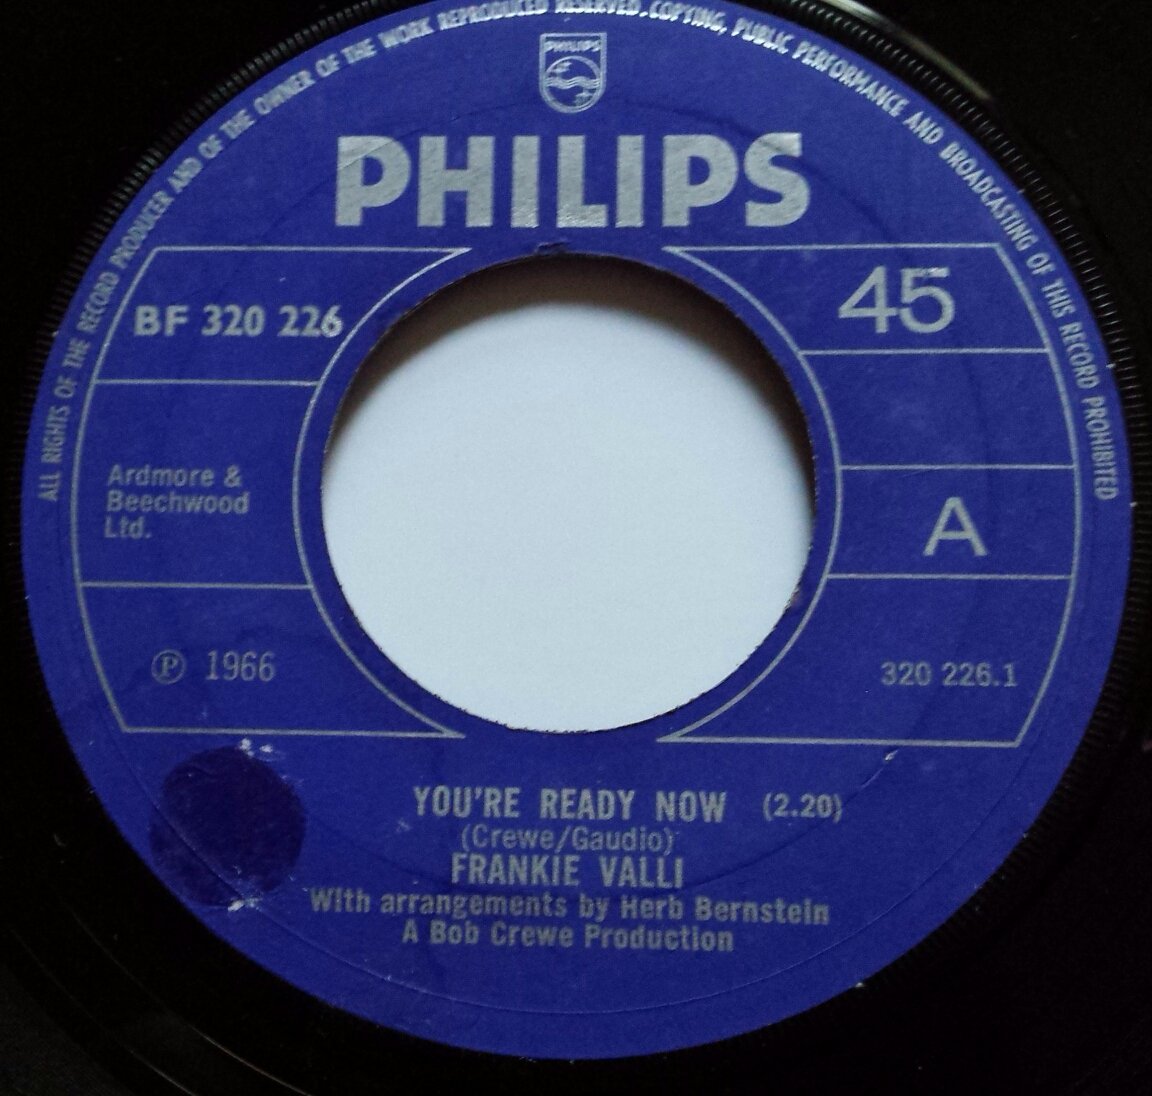 ALL RIGHTS OF THE RECORD PRODUCER AND OF THE OWNER OF THE WORK REPRODUCED RESERVED. COPYING, PUBLIC PERFORMANCE AND BROADCASTING OF THIS RECORD PROHIBITED
PHILIPS
PHILIPS
BF 320 226
45
Ardmore &
Beechwood
Ltd.
A
℗ 1966
320 226.1
YOU'RE READY NOW (2.20)
(Crewe/Gaudio)
FRANKIE VALLI
With arrangements by Herb Bernstein
A Bob Crewe Production